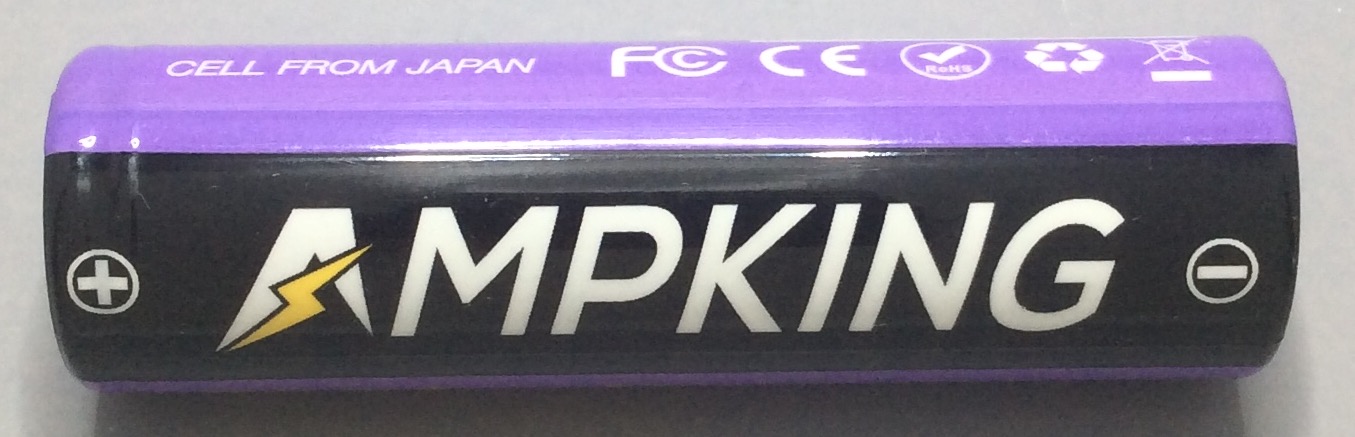 CELL FROM JAPAN FC CE RoHS
AMPKING